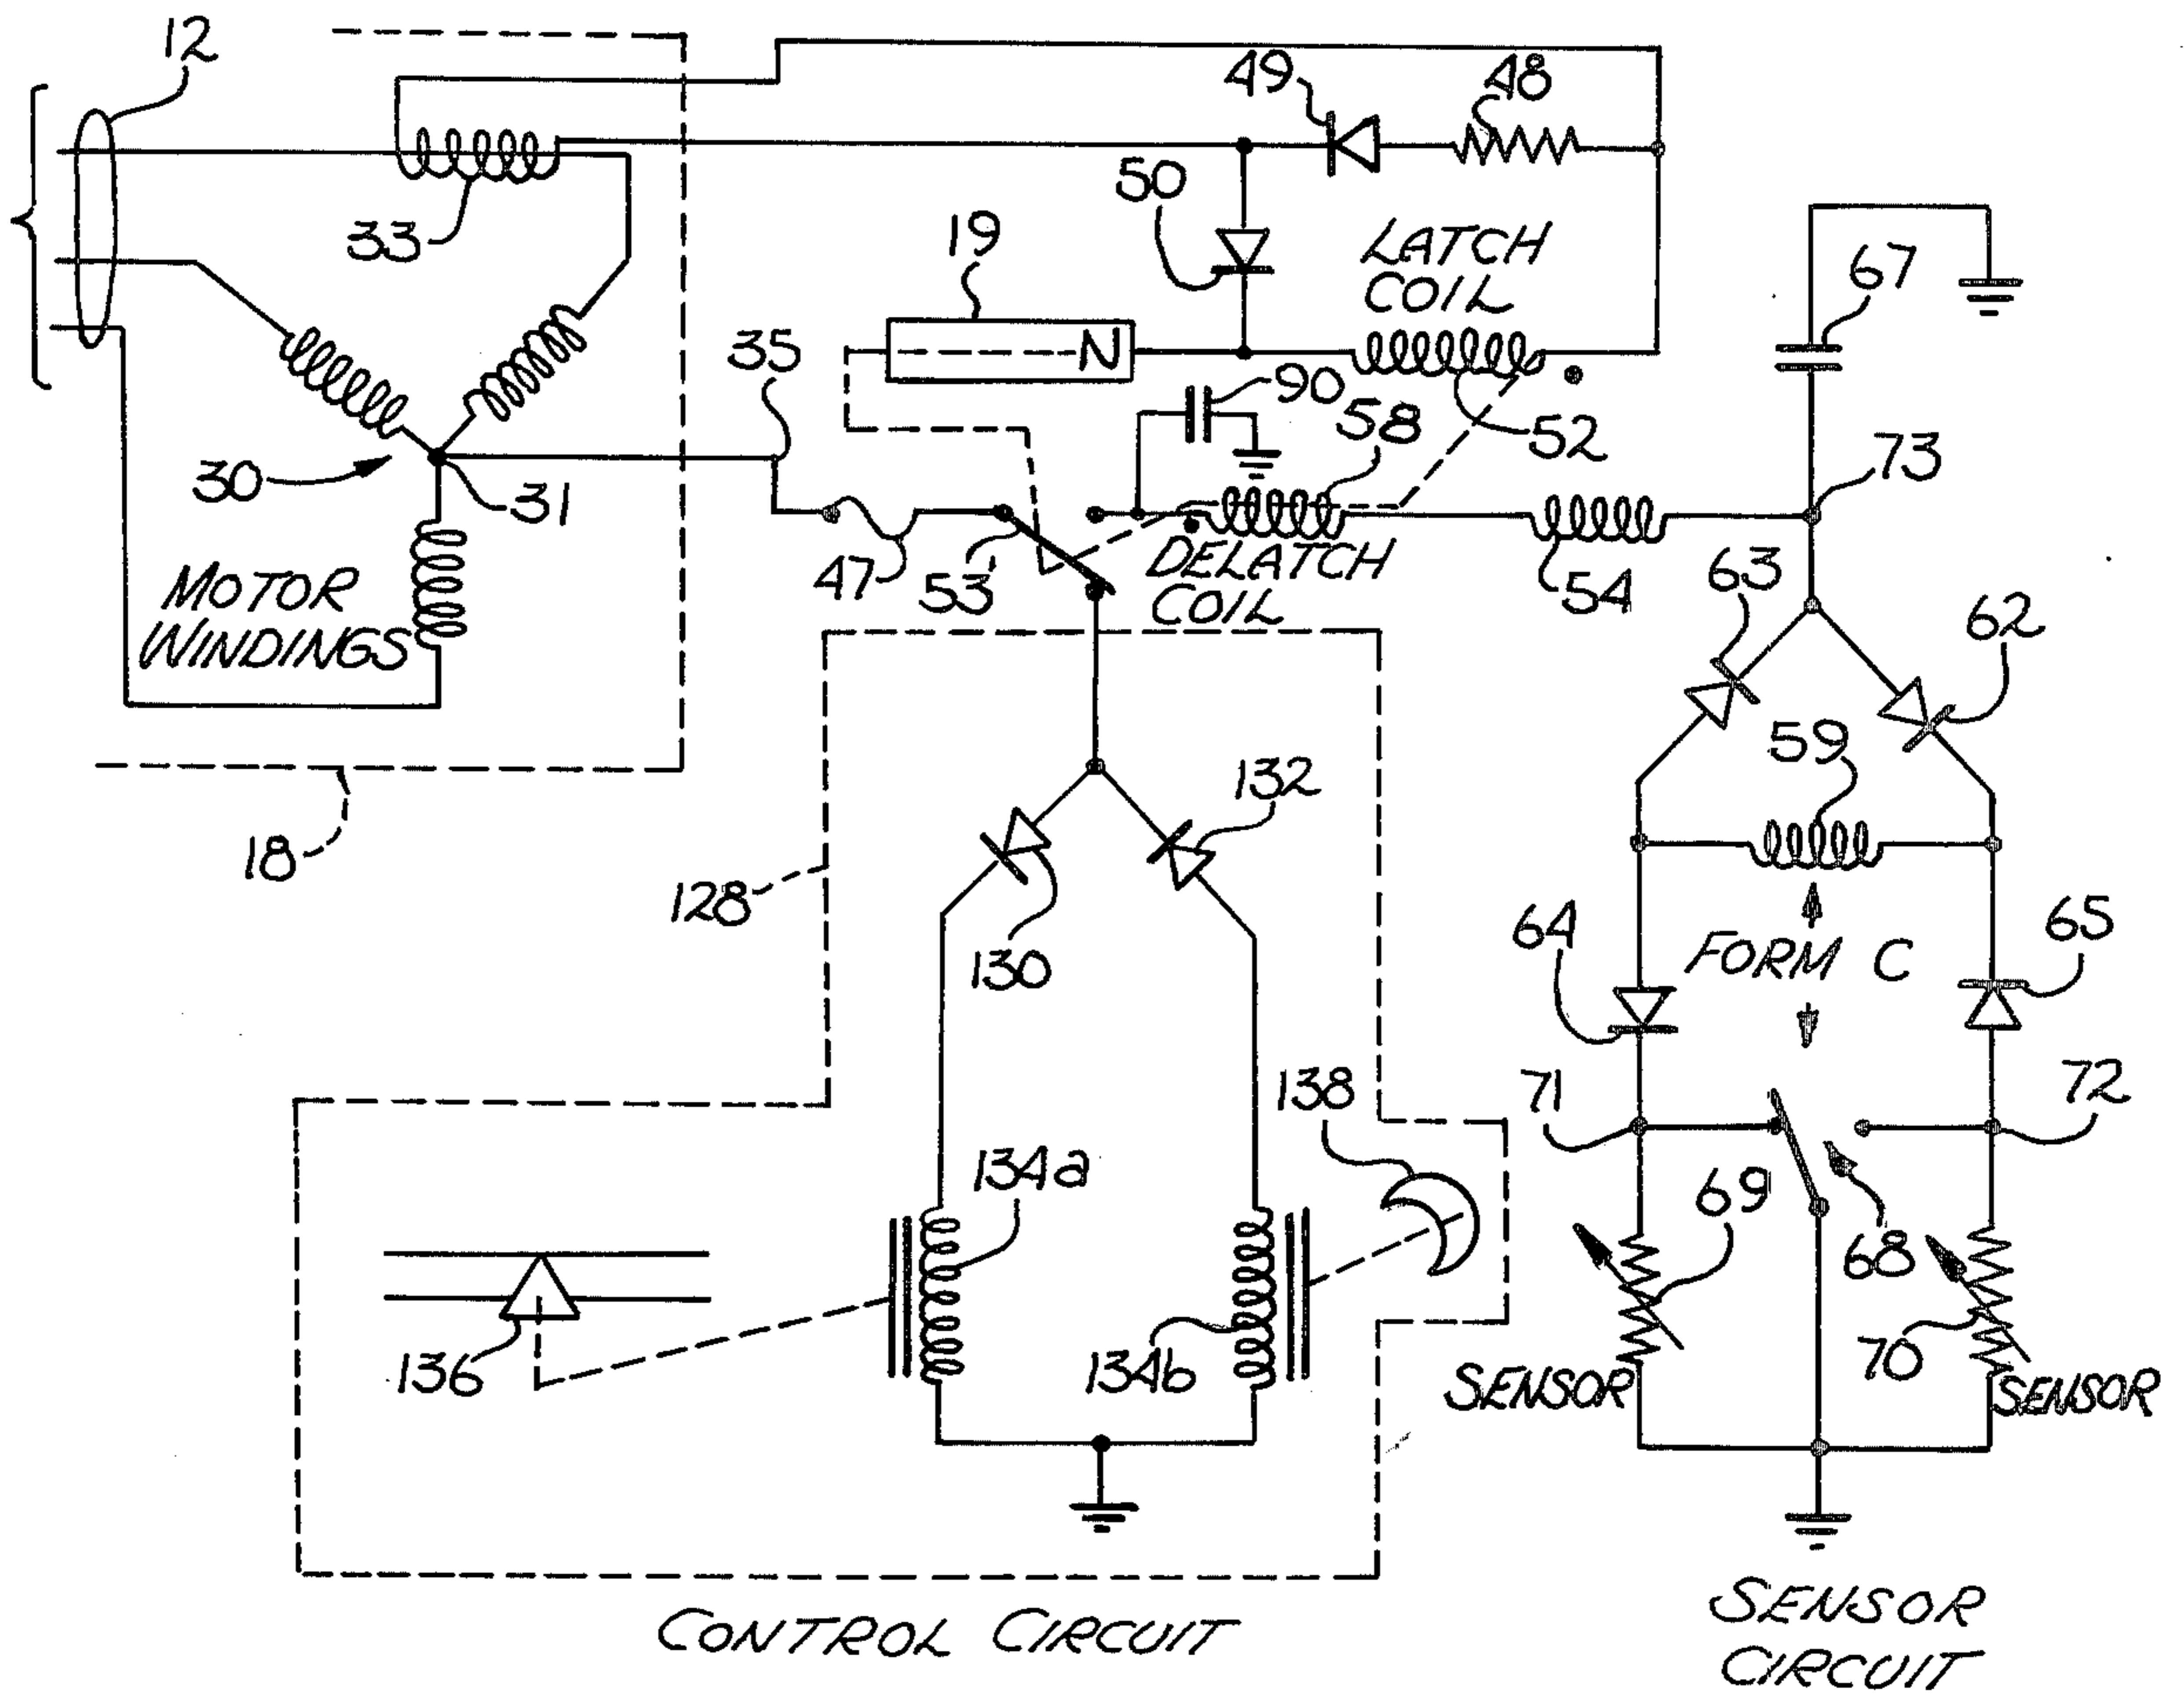 12
49
48
50
33
19
LATCH
COIL
67
35
90
58
52
73
30
31
47
53
DELATCH
COIL
54
63
62
MOTOR
WINDINGS
59
132
18
128
130
64
FORM C
65
71
72
138
134a
69
68
136
134b
70
SENSOR
SENSOR
N
CONTROL CIRCUIT
SENSOR
CIRCUIT